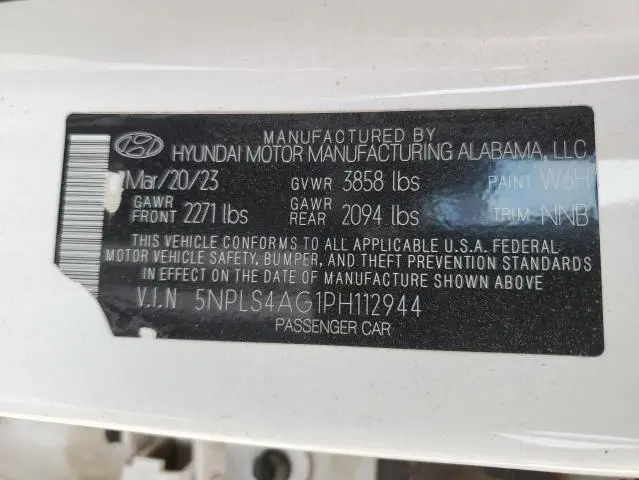 MANUFACTURED BY
HYUNDAI MOTOR MANUFACTURING ALABAMA, LLC
Mar/20/23 GVWR 3858 lbs PAINT W6H
GAWR FRONT 2271 lbs GAWR REAR 2094 lbs TRIM NNB
THIS VEHICLE CONFORMS TO ALL APPLICABLE U.S.A. FEDERAL
MOTOR VEHICLE SAFETY, BUMPER, AND THEFT PREVENTION STANDARDS
IN EFFECT ON THE DATE OF MANUFACTURE SHOWN ABOVE
V.I.N 5NPLS4AG1PH112944
PASSENGER CAR